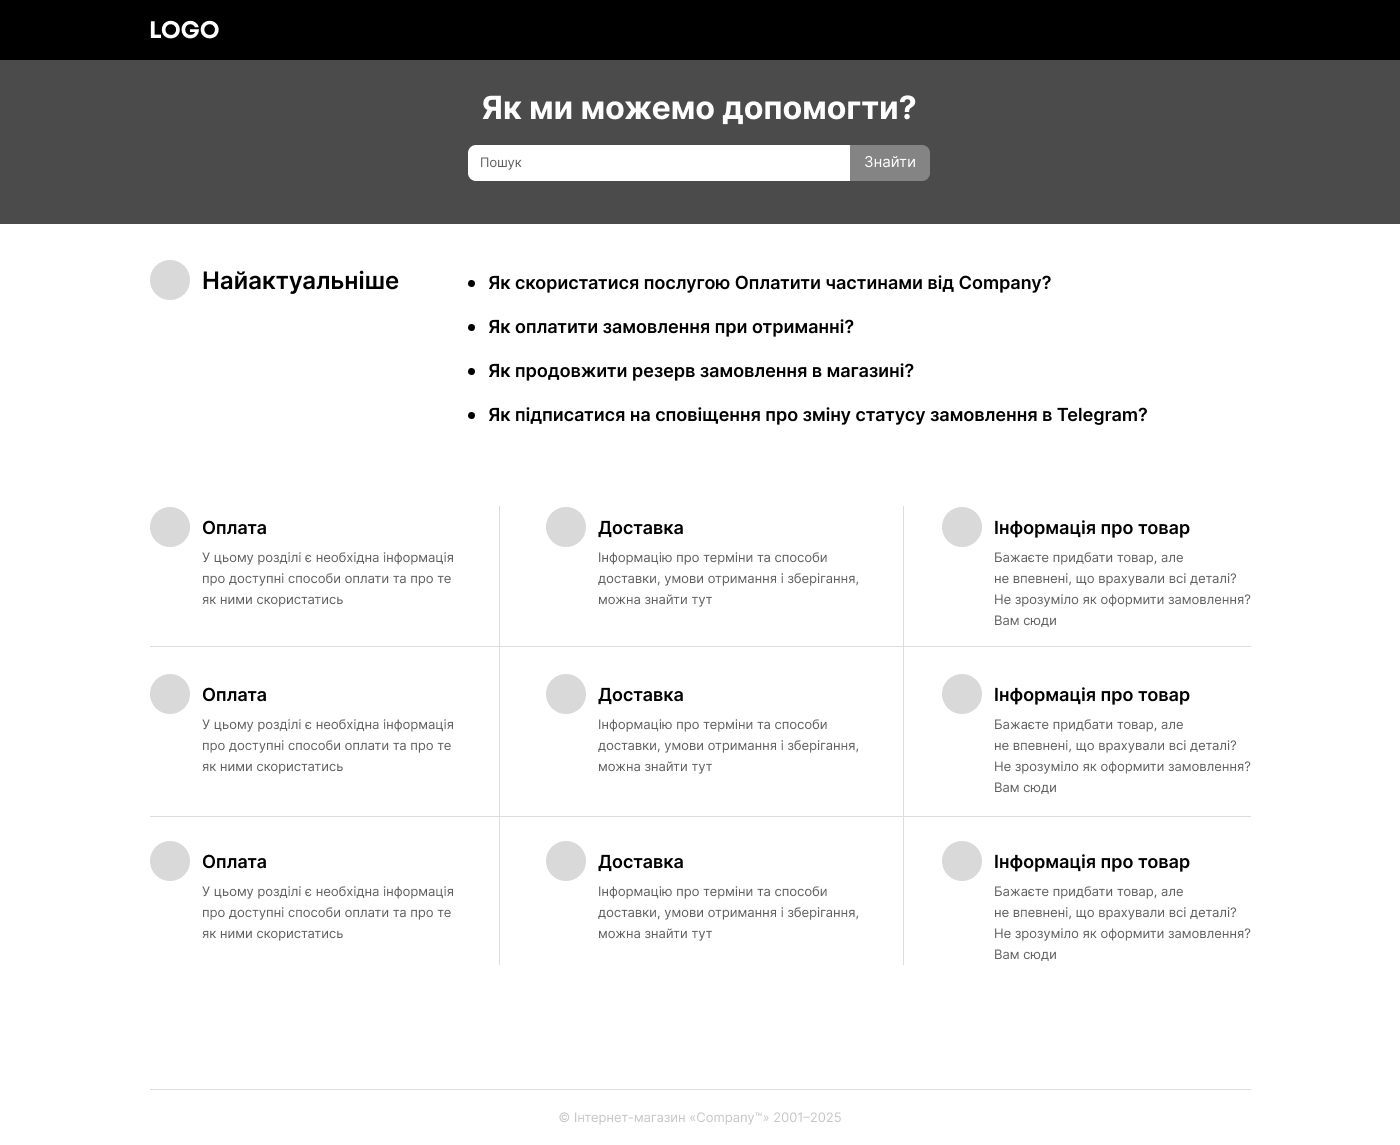 LOGO
Як ми можемо допомогти?
Пошук
Знайти
Найактуальніше
Як скористатися послугою Оплатити частинами від Company?
Як оплатити замовлення при отриманні?
Як продовжити резерв замовлення в магазині?
Як підписатися на сповіщення про зміну статусу замовлення в Telegram?
Оплата
У цьому розділі є необхідна інформація
про доступні способи оплати та про те
як ними скористатись
Доставка
Інформацію про терміни та способи
доставки, умови отримання і зберігання,
можна знайти тут
Інформація про товар
Бажаєте придбати товар, але
не впевнені, що врахували всі деталі?
Не зрозуміло як оформити замовлення?
Вам сюди
Оплата
У цьому розділі є необхідна інформація
про доступні способи оплати та про те
як ними скористатись
Доставка
Інформацію про терміни та способи
доставки, умови отримання і зберігання,
можна знайти тут
Інформація про товар
Бажаєте придбати товар, але
не впевнені, що врахували всі деталі?
Не зрозуміло як оформити замовлення?
Вам сюди
Оплата
У цьому розділі є необхідна інформація
про доступні способи оплати та про те
як ними скористатись
Доставка
Інформацію про терміни та способи
доставки, умови отримання і зберігання,
можна знайти тут
Інформація про товар
Бажаєте придбати товар, але
не впевнені, що врахували всі деталі?
Не зрозуміло як оформити замовлення?
Вам сюди
© Інтернет-магазин «Company™» 2001–2025